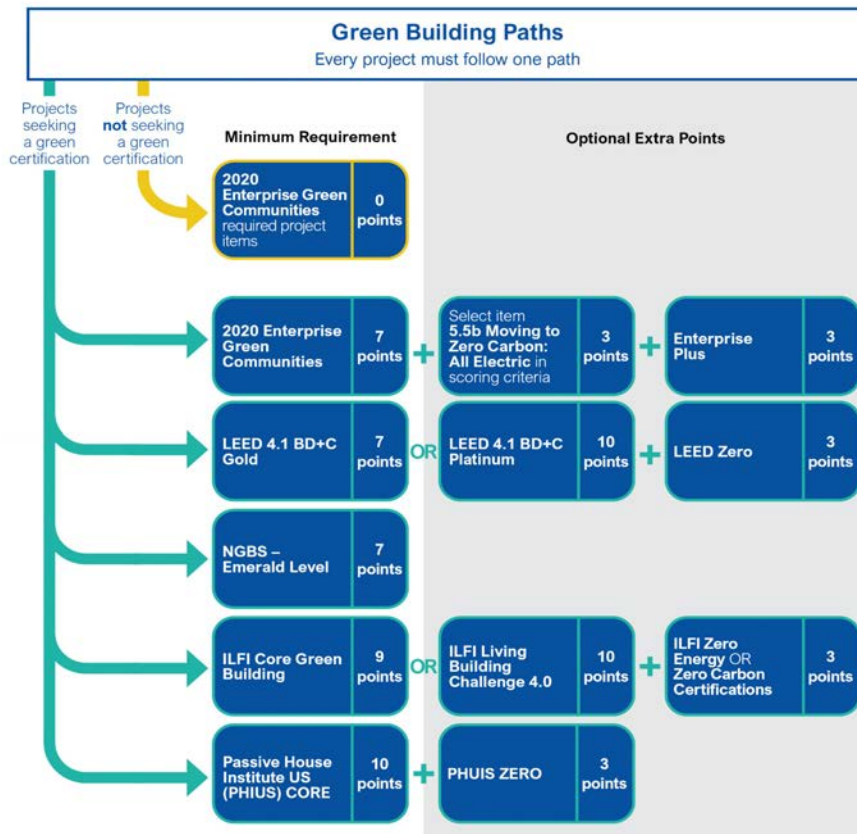 Green Building Paths
Every project must follow one path
Projects
seeking
a green
certification
Projects
not seeking
a green
certification
Minimum Requirement
Optional Extra Points
2020
Enterprise Green
Communities
required project
items
0
points
2020 Enterprise
Green
Communities
7
points
+
Select item
5.5b Moving to
Zero Carbon:
All Electric in
scoring criteria
3
points
+
Enterprise
Plus
3
points
LEED 4.1 BD+C
Gold
7
points
OR
LEED 4.1 BD+C
Platinum
10
points
+
LEED Zero
3
points
NGBS –
Emerald Level
7
points
ILFI Core Green
Building
9
points
OR
ILFI Living
Building
Challenge 4.0
10
points
+
ILFI Zero
Energy OR
Zero Carbon
Certifications
3
points
Passive House
Institute US
(PHIUS) CORE
10
points
+
PHUIS ZERO
3
points